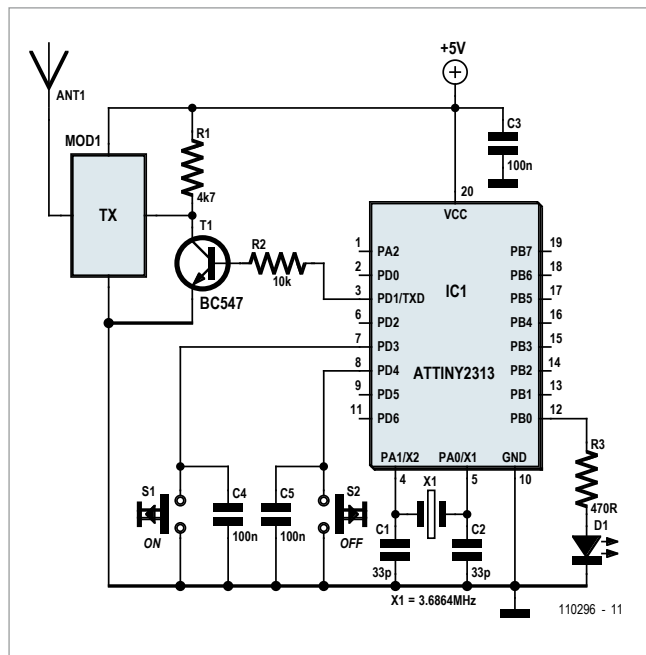 +5V
ANT1
MOD1
R1
4k7
C3
100n
TX
T1
BC547
R2
10k
20
VCC
1 PA2
2 PD0
3 PD1/TXD
6 PD2
7 PD3
8 PD4
9 PD5
11 PD6
IC1
ATTINY2313
PB7 19
PB6 18
PB5 17
PB4 16
PB3 15
PB2 14
PB1 13
PB0 12
PA1/X2 PA0/X1 GND
4 5 10
X1
R3
470R
D1
S1
ON
C4
100n
C5
100n
S2
OFF
C1
33p
C2
33p
X1 = 3.6864MHz
110296 - 11